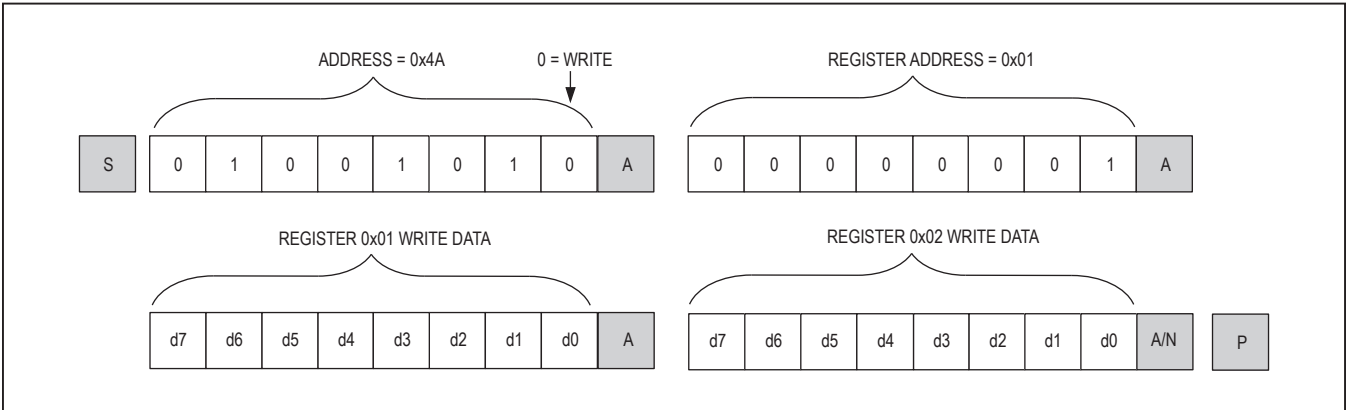 ADDRESS = 0x4A 0 = WRITE REGISTER ADDRESS = 0x01
S 0 1 0 0 1 0 1 0 A 0 0 0 0 0 0 0 1 A
REGISTER 0x01 WRITE DATA REGISTER 0x02 WRITE DATA
d7 d6 d5 d4 d3 d2 d1 d0 A d7 d6 d5 d4 d3 d2 d1 d0 A/N P